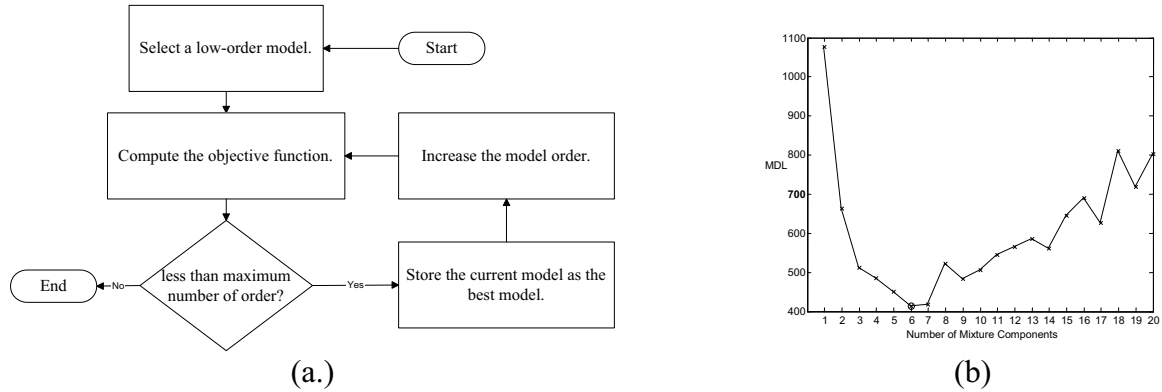 Select a low-order model.
Start
Compute the objective function.
Increase the model order.
less than maximum
number of order?
No
End
Yes
Store the current model as the
best model.
(a.)
1100
1000
900
800
700
600
500
400
MDL
1 2 3 4 5 6 7 8 9 10 11 12 13 14 15 16 17 18 19 20
Number of Mixture Components
(b)